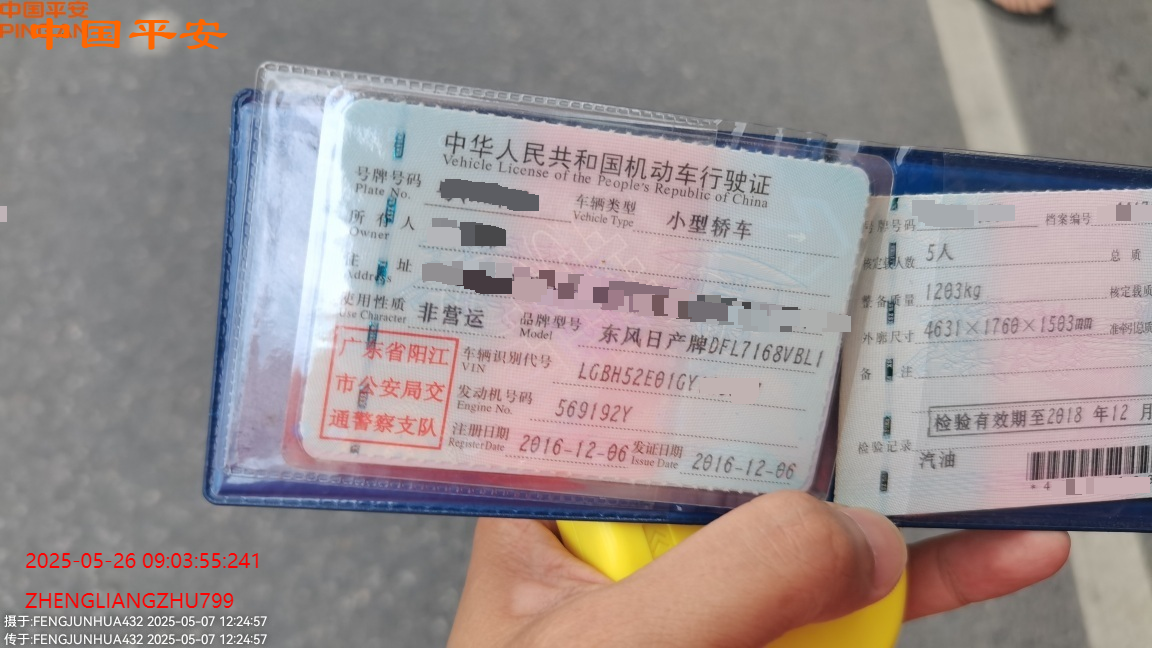 中国平安
PINGAN
中国平安
中华人民共和国机动车行驶证
Vehicle License of the People's Republic of China
号牌号码
Plate No.
车辆类型 小型轿车
Vehicle Type
所有人
Owner
住址
Address
使用性质 非营运
Use Character
品牌型号 东风日产牌DFL7168VBL1
Model
广东省阳江
市公安局交
通警察支队
车辆识别代号 LGBH52E01GY
VIN
发动机号码 569192Y
Engine No.
注册日期 2016-12-06
Register Date
发证日期 2016-12-06
Issue Date
号牌号码
档案编号
核定载人数 5人
总质
整备质量 1203kg
核定载质
外廓尺寸 4631×1760×1503mm
准牵引总质
备注
检验有效期至2018 年12 月
检验记录
汽油
* 4
2025-05-26 09:03:55:241
ZHENGLIANGZHU799
摄于:FENGJUNHUA432 2025-05-07 12:24:57
传于:FENGJUNHUA432 2025-05-07 12:24:57